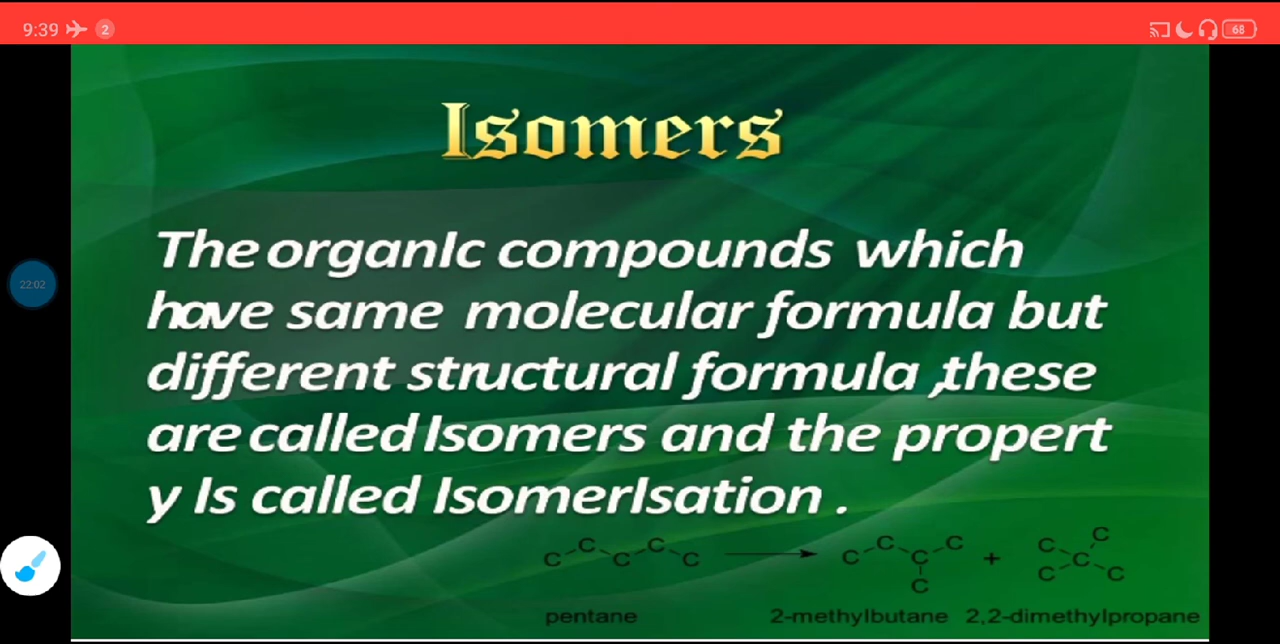 9:39 2 68
Isomers
The organIc compounds which
22:02
have same molecular formula but
different structural formula ,these
are called Isomers and the propert
y Is called IsomerIsation .
C C C C C C C C C C + C C C C C
pentane 2-methylbutane 2,2-dimethylpropane